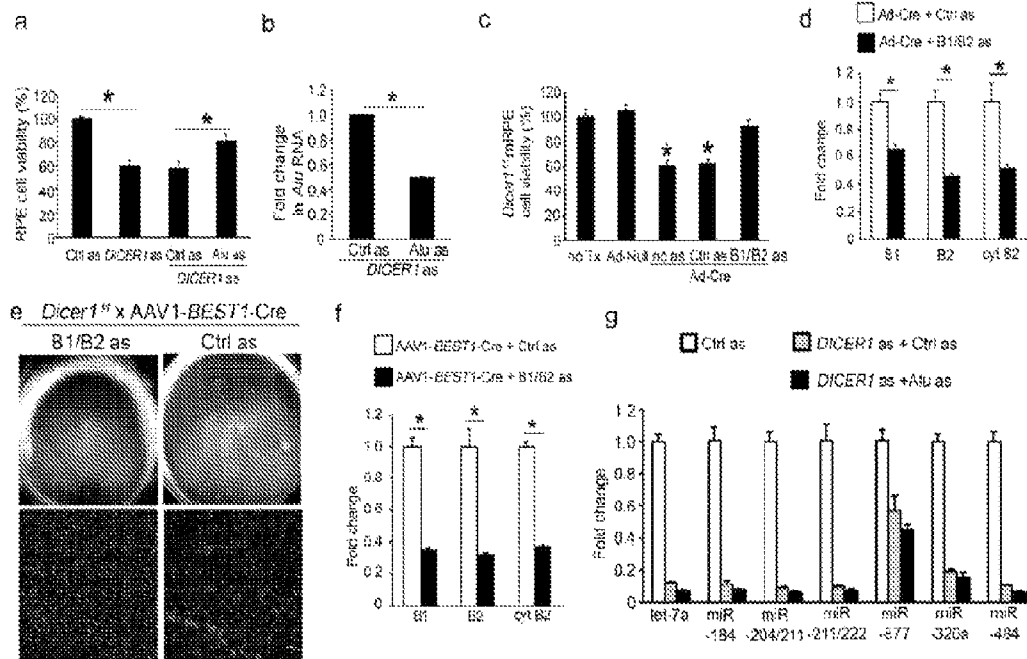 a
*
*
RPE cell viability (%)
120
100
80
60
40
20
0
Ctrl as DICER1 as Ctrl as Alu as
DICER1 as
b
*
Fold change in Alu RNA
1.2
1.0
0.8
0.6
0.4
0.2
0
Ctrl as Alu as
DICER1 as
c
Dicer1 f/f mRPE cell viability (%)
120
100
80
60
40
20
0
* *
no Tx Ad-Null no as Ctrl as B1/B2 as
Ad-Cre
d
Ad-Cre + Ctrl as
Ad-Cre + B1/B2 as
* * *
Fold change
1.2
1.0
0.8
0.6
0.4
0.2
0
B1 B2 cyt B2
e
Dicer1 f/f x AAV1-BEST1-Cre
B1/B2 as Ctrl as
f
AAV1-BEST1-Cre + Ctrl as
AAV1-BEST1-Cre + B1/B2 as
* * *
Fold change
1.2
1.0
0.8
0.6
0.4
0.2
0
B1 B2 cyt B2
g
Ctrl as DICER1 as + Ctrl as
DICER1 as +Alu as
Fold change
1.2
1.0
0.8
0.6
0.4
0.2
0
let-7a miR miR miR miR miR miR
-184 -204/211 -211/222 -877 -320a -484